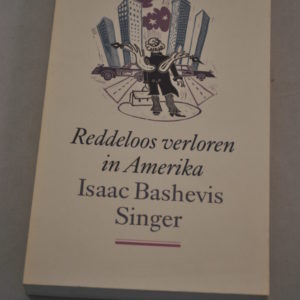 Reddeloos verloren
in Amerika
Isaac Bashevis
Singer